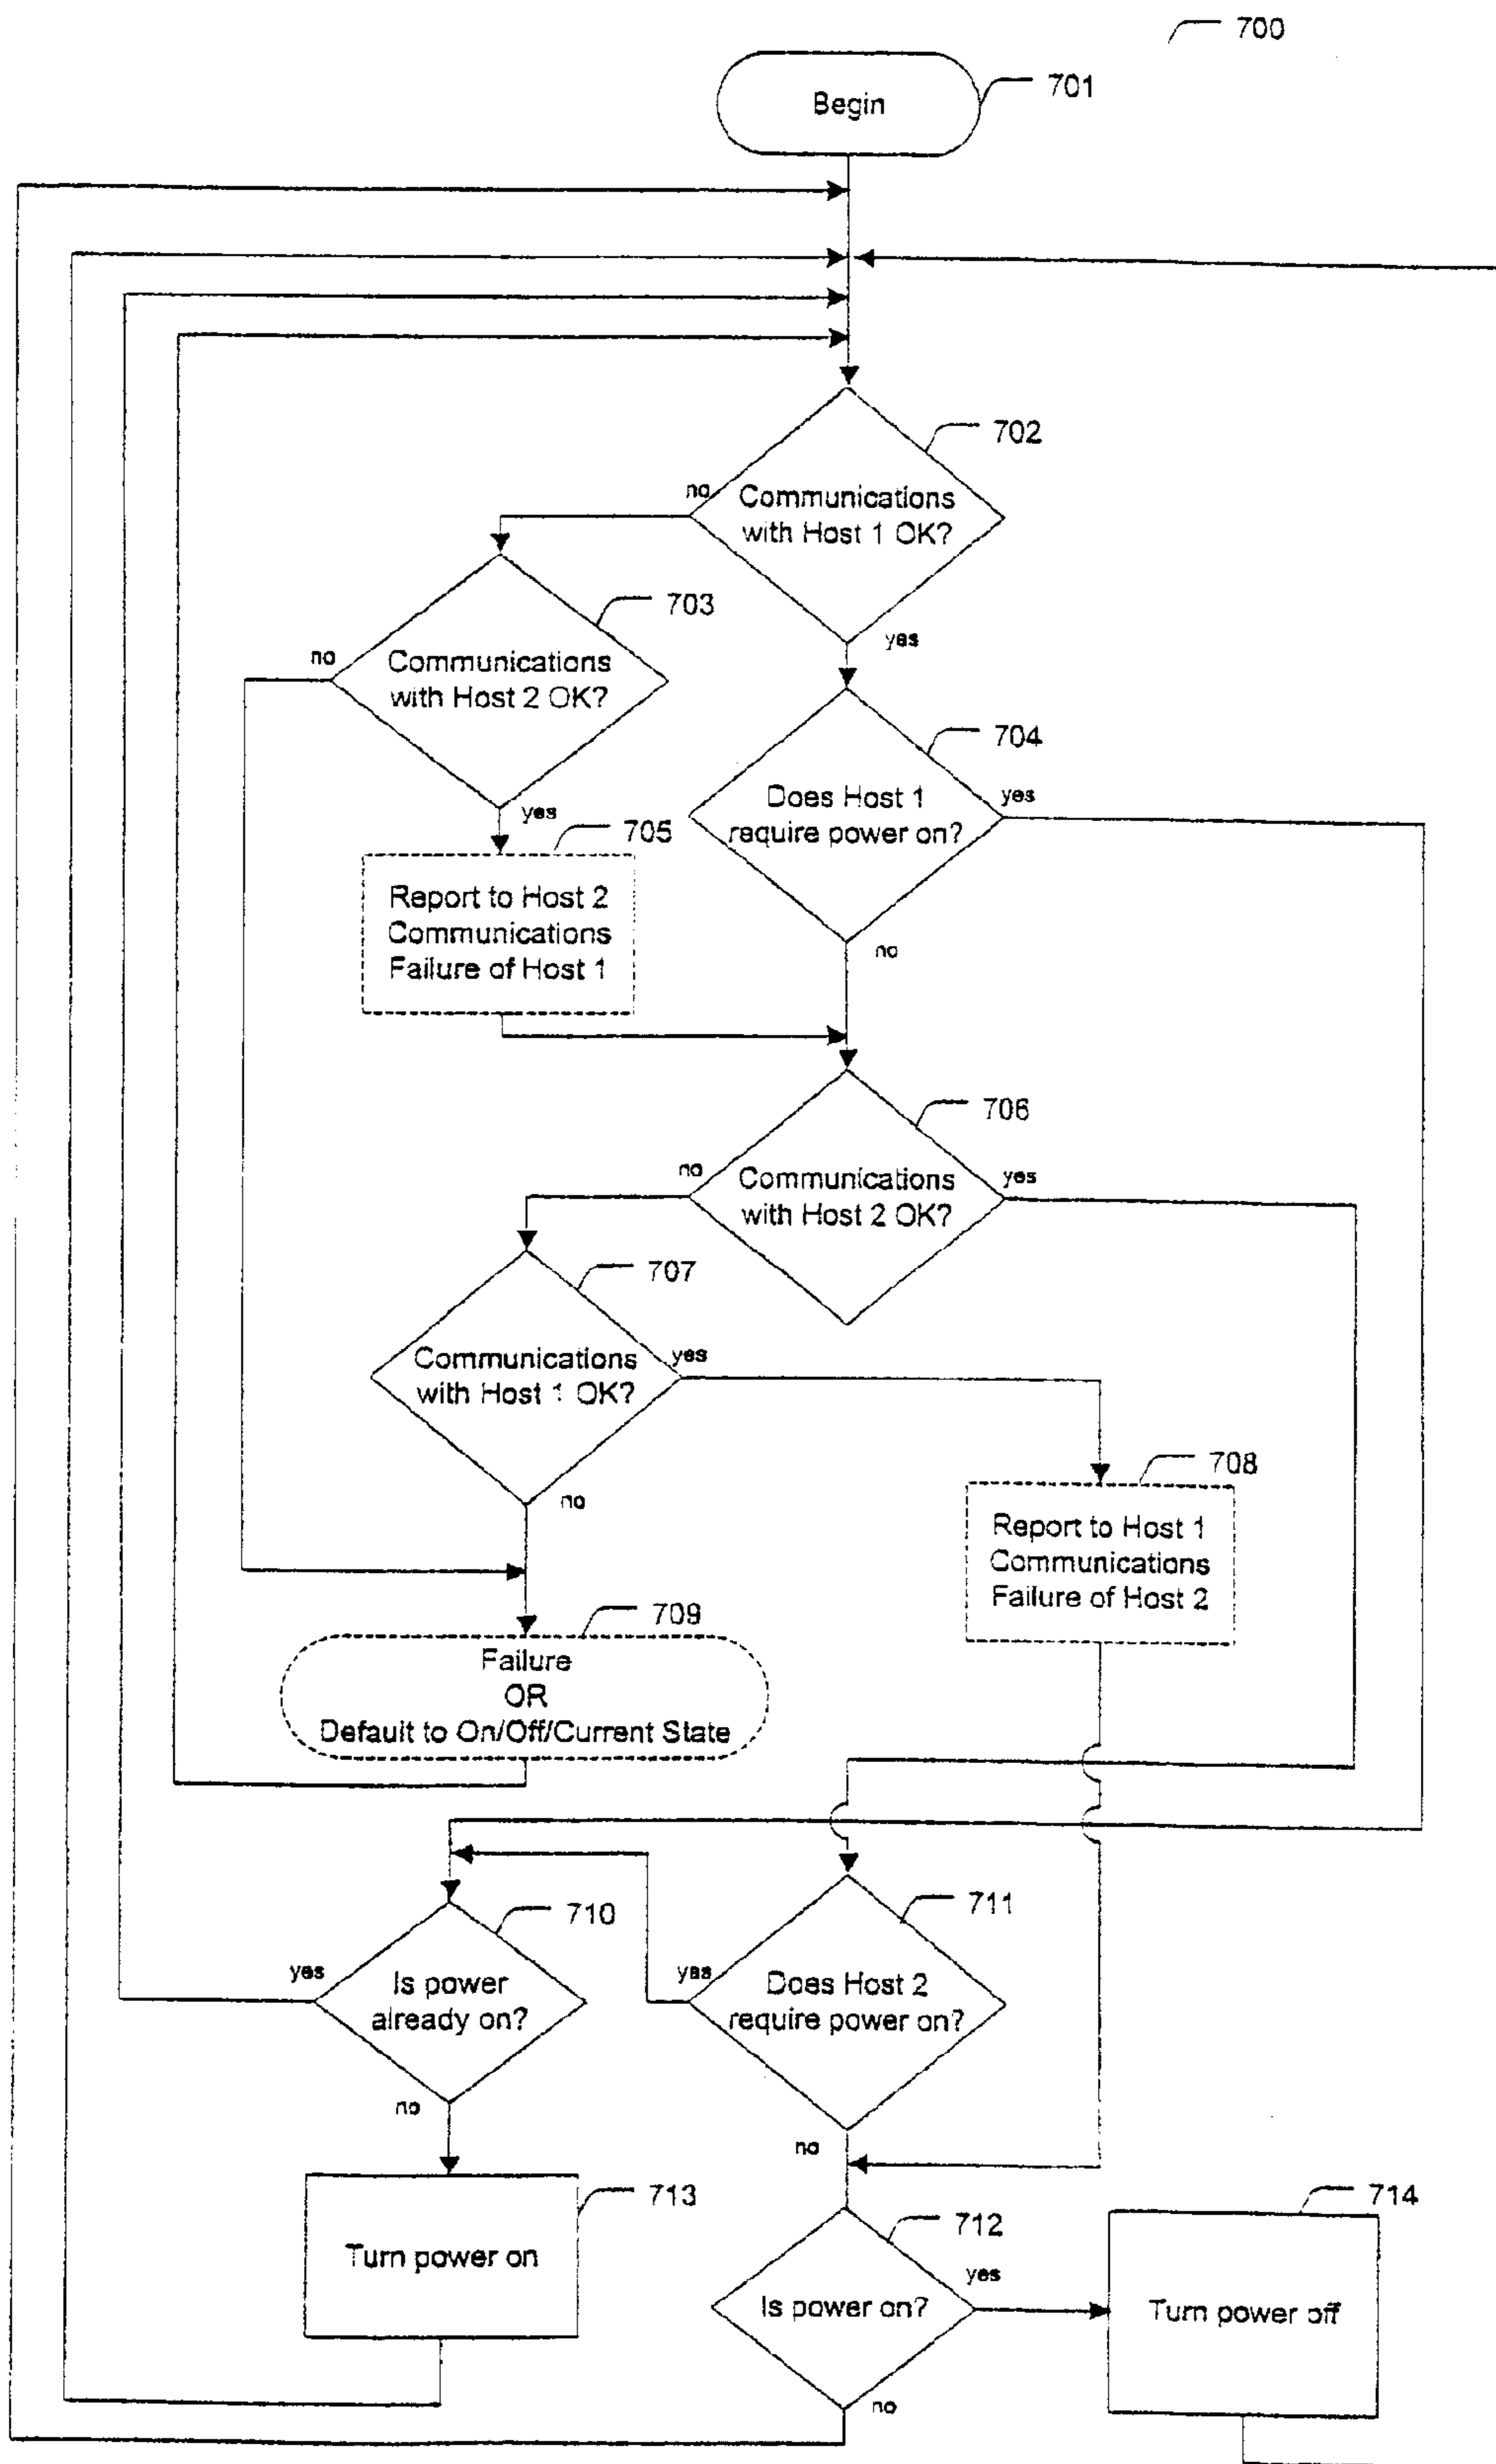 700
Begin
701
702
no
Communications
with Host 1 OK?
yes
703
no
Communications
with Host 2 OK?
yes
704
Does Host 1
require power on?
yes
no
705
Report to Host 2
Communications
Failure of Host 1
706
no
Communications
with Host 2 OK?
yes
707
Communications
with Host 1 OK?
yes
no
708
Report to Host 1
Communications
Failure of Host 2
709
Failure
OR
Default to On/Off/Current State
710
yes
Is power
already on?
no
711
yes
Does Host 2
require power on?
no
713
Turn power on
712
Is power on?
yes
no
714
Turn power off